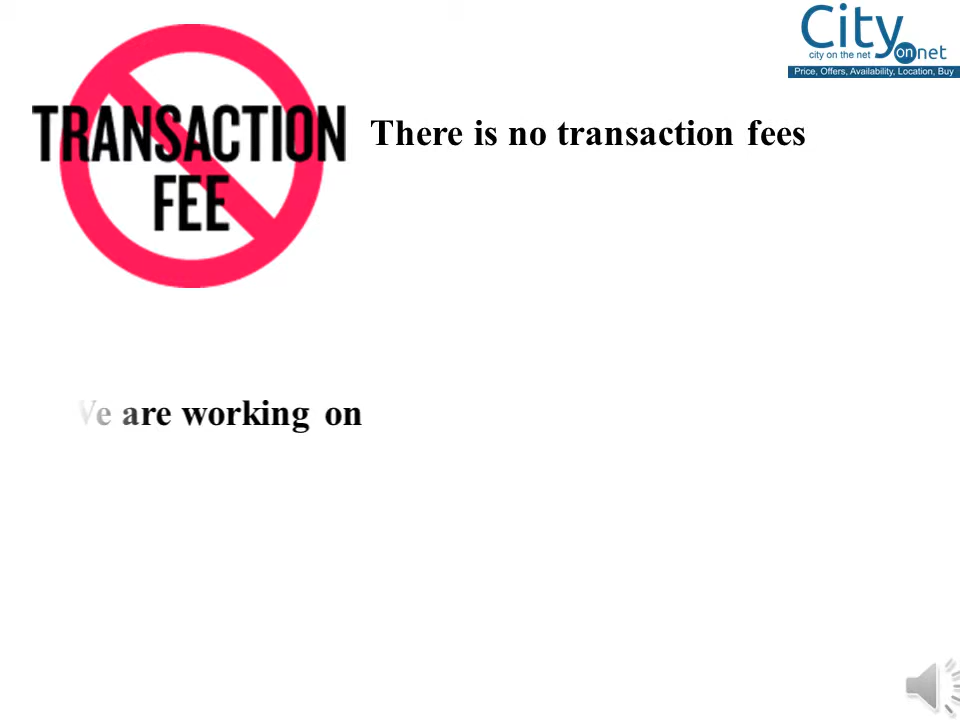 City
city on the net
on net
Price, Offers, Availability, Location, Buy
TRANSACTION
FEE
There is no transaction fees
We are working on